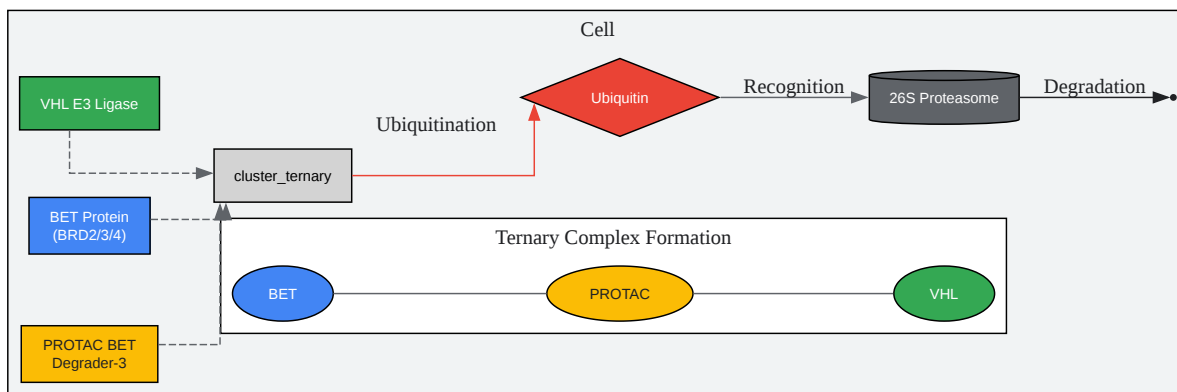 Cell
VHL E3 Ligase
Ubiquitin
Recognition
26S Proteasome
Degradation
Ubiquitination
cluster_ternary
BET Protein
(BRD2/3/4)
Ternary Complex Formation
BET
PROTAC
VHL
PROTAC BET
Degrader-3